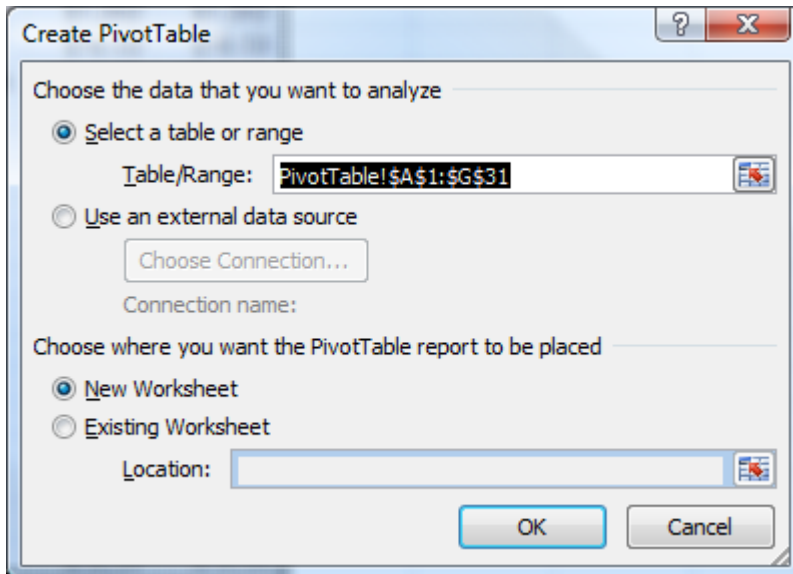 Create PivotTable
Choose the data that you want to analyze
Select a table or range
Table/Range: PivotTable!$A$1:$G$31
Use an external data source
Choose Connection...
Connection name:
Choose where you want the PivotTable report to be placed
New Worksheet
Existing Worksheet
Location:
OK Cancel